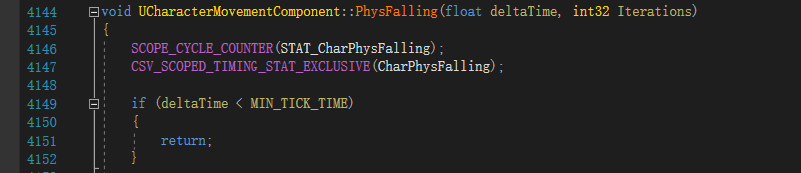 4144 void UCharacterMovementComponent::PhysFalling(float deltaTime, int32 Iterations)
4145 {
4146 SCOPE_CYCLE_COUNTER(STAT_CharPhysFalling);
4147 CSV_SCOPED_TIMING_STAT_EXCLUSIVE(CharPhysFalling);
4148
4149 if (deltaTime < MIN_TICK_TIME)
4150 {
4151 return;
4152 }